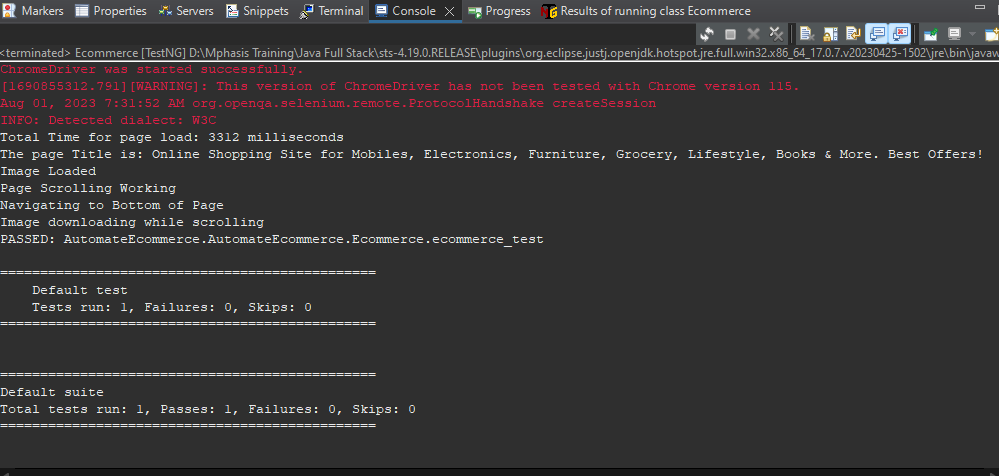 Markers Properties Servers Snippets Terminal Console Progress Results of running class Ecommerce
<terminated> Ecommerce [TestNG] D:\Mphasis Training\Java Full Stack\sts-4.19.0.RELEASE\plugins\org.eclipse.justj.openjdk.hotspot.jre.full.win32.x86_64_17.0.7.v20230425-1502\jre\bin\javaw
ChromeDriver was started successfully.
[1690855312.791][WARNING]: This version of ChromeDriver has not been tested with Chrome version 115.
Aug 01, 2023 7:31:52 AM org.openqa.selenium.remote.ProtocolHandshake createSession
INFO: Detected dialect: W3C
Total Time for page load: 3312 milliseconds
The page Title is: Online Shopping Site for Mobiles, Electronics, Furniture, Grocery, Lifestyle, Books & More. Best Offers!
Image Loaded
Page Scrolling Working
Navigating to Bottom of Page
Image downloading while scrolling
PASSED: AutomateEcommerce.AutomateEcommerce.Ecommerce.ecommerce_test
===============================================
    Default test
    Tests run: 1, Failures: 0, Skips: 0
===============================================
===============================================
Default suite
Total tests run: 1, Passes: 1, Failures: 0, Skips: 0
===============================================